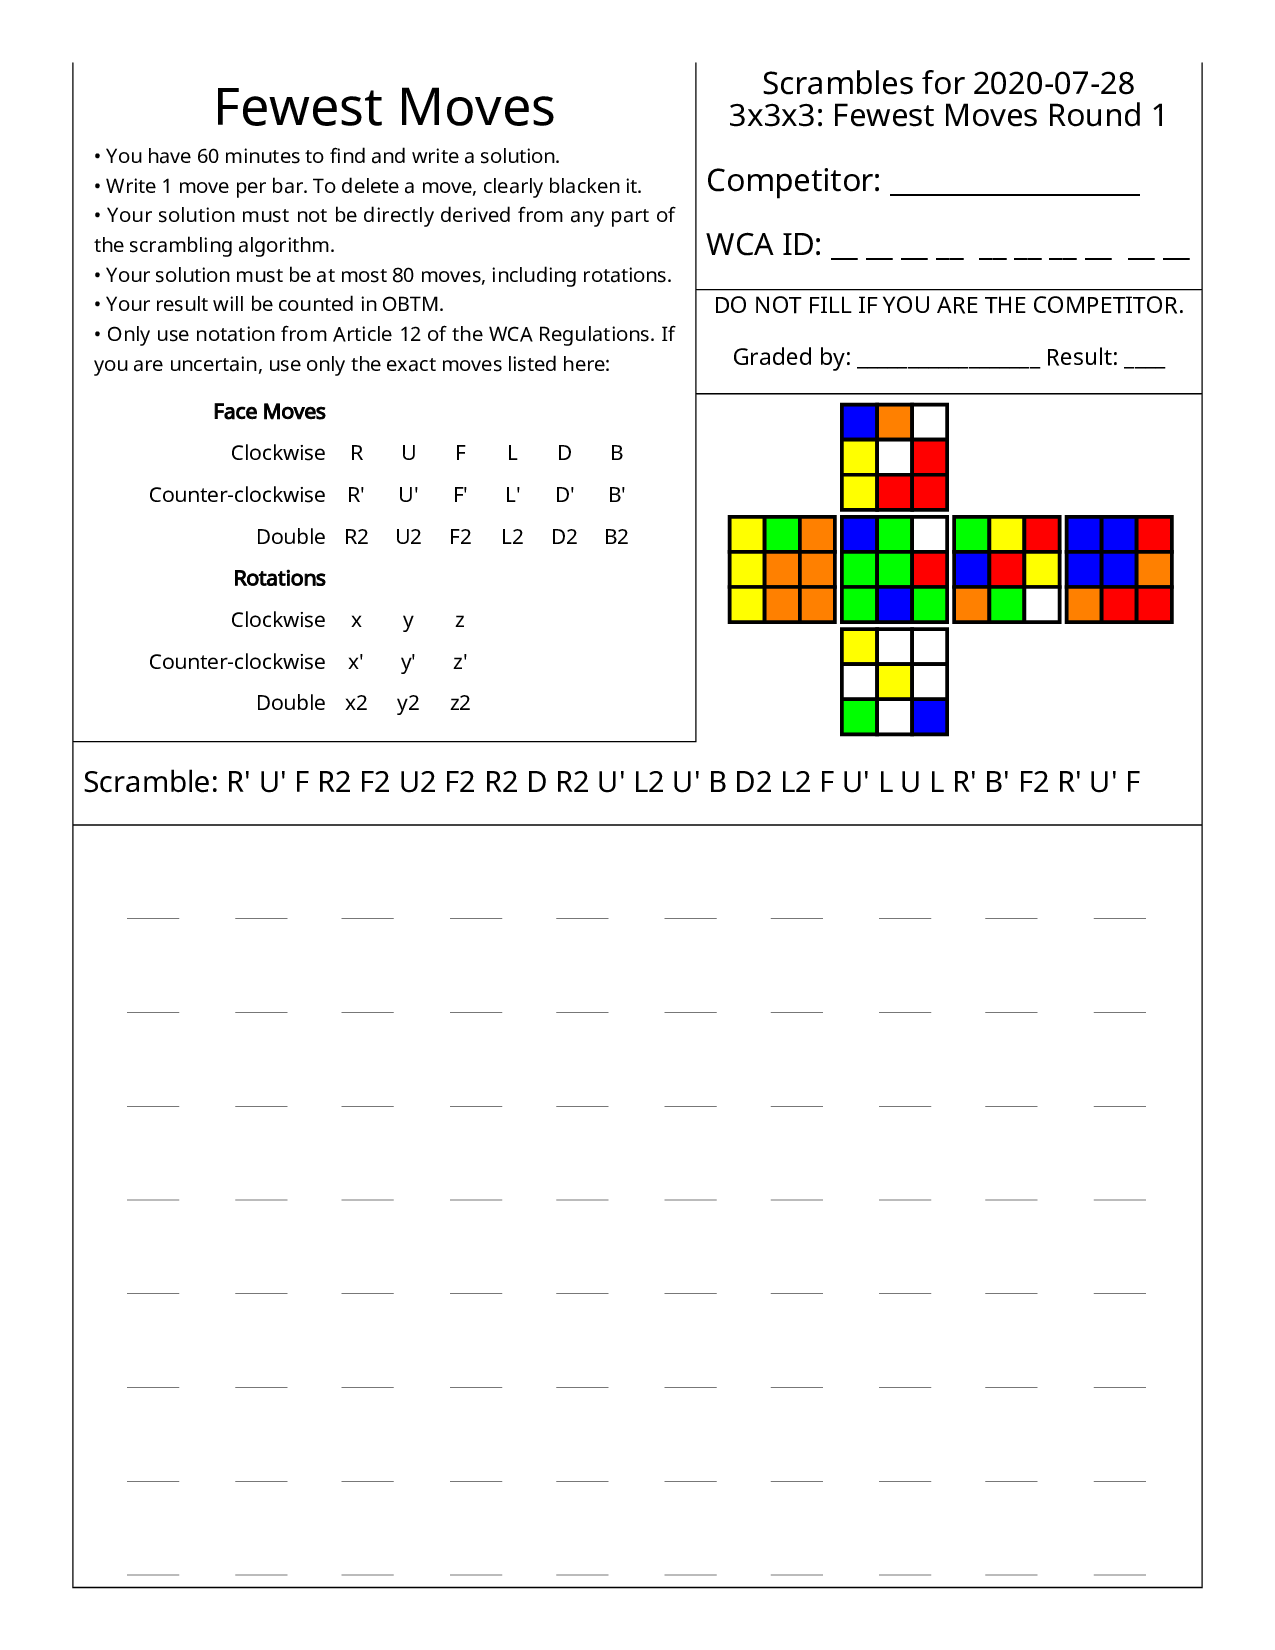 Fewest Moves
• You have 60 minutes to find and write a solution.
• Write 1 move per bar. To delete a move, clearly blacken it.
• Your solution must not be directly derived from any part of
the scrambling algorithm.
• Your solution must be at most 80 moves, including rotations.
• Your result will be counted in OBTM.
• Only use notation from Article 12 of the WCA Regulations. If
you are uncertain, use only the exact moves listed here:
Face Moves
Clockwise R U F L D B
Counter-clockwise R' U' F' L' D' B'
Double R2 U2 F2 L2 D2 B2
Rotations
Clockwise x y z
Counter-clockwise x' y' z'
Double x2 y2 z2
Scrambles for 2020-07-28
3x3x3: Fewest Moves Round 1
Competitor: ________________
WCA ID: __ __ __ __ __ __ __ __ __ __
DO NOT FILL IF YOU ARE THE COMPETITOR.
Graded by: ________________ Result: ____
Scramble: R' U' F R2 F2 U2 F2 R2 D R2 U' L2 U' B D2 L2 F U' L U L R' B' F2 R' U' F